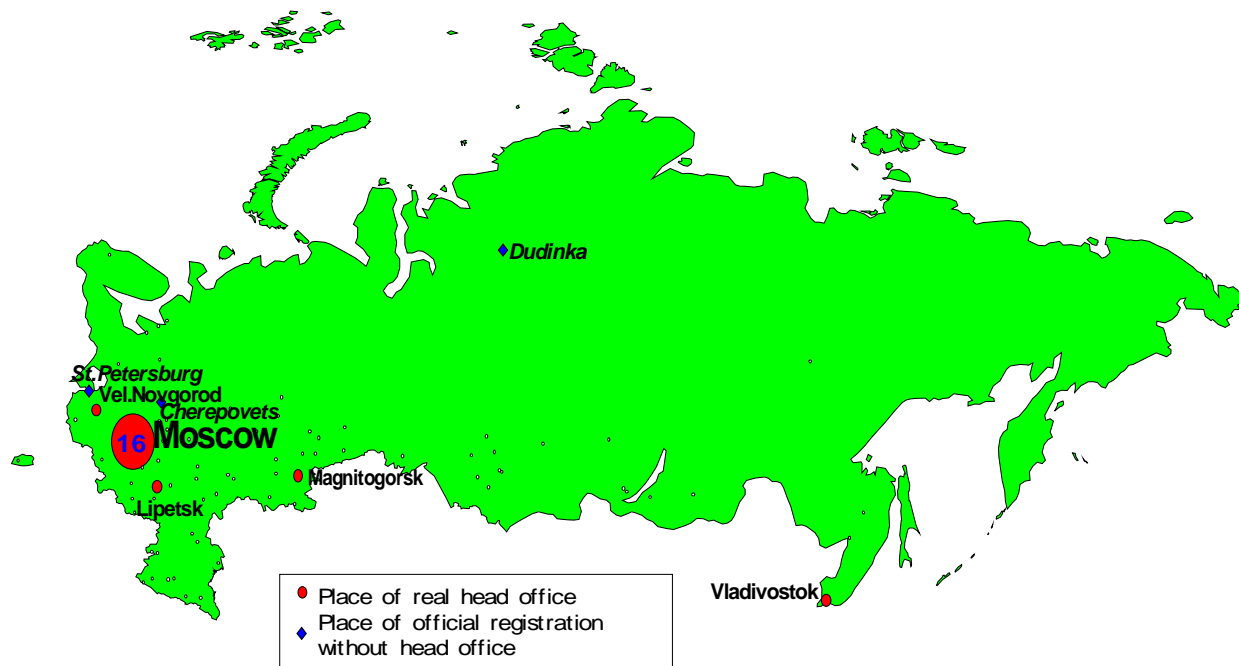 Dudinka
St.Petersburg
Vel.Novgorod
Cherepovets
16
Moscow
Magnitogorsk
Lipetsk
Vladivostok
Place of real head office
Place of official registration
without head office